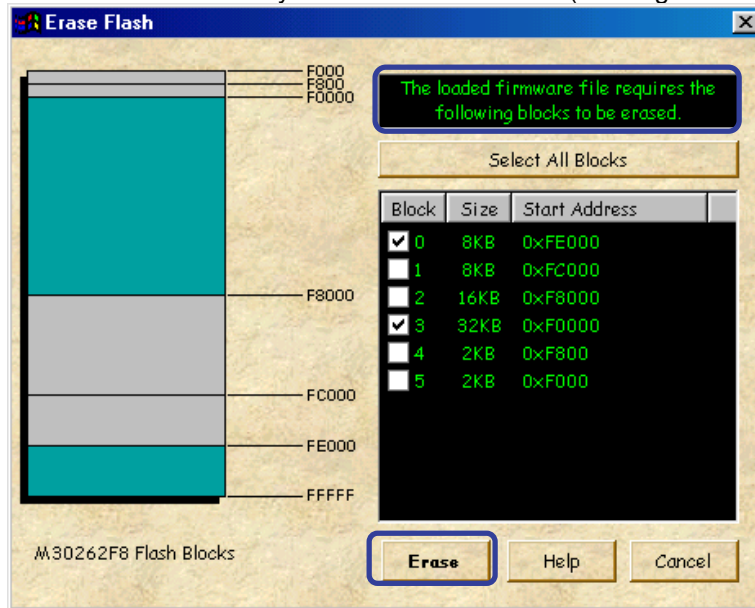 Erase Flash
F000
F800
F0000
F8000
FC000
FE000
FFFFF
M30262F8 Flash Blocks
The loaded firmware file requires the
following blocks to be erased.
Select All Blocks
Block Size Start Address
0 8KB 0xFE000
1 8KB 0xFC000
2 16KB 0xF8000
3 32KB 0xF0000
4 2KB 0xF800
5 2KB 0xF000
Erase Help Cancel